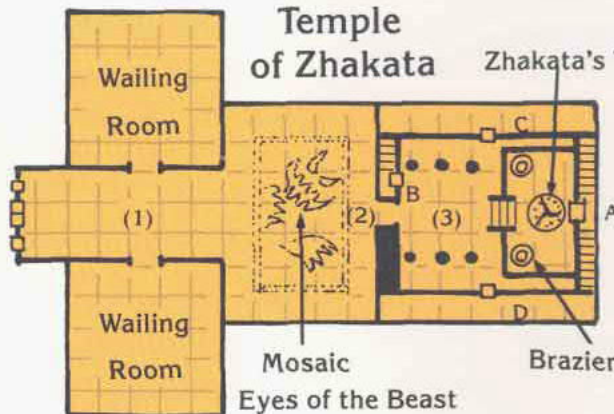 Temple
of Zhakata
Zhakata's
Wailing
Room
(1)
(2)
(3)
A
B
C
D
Wailing
Room
Mosaic
Eyes of the Beast
Brazier